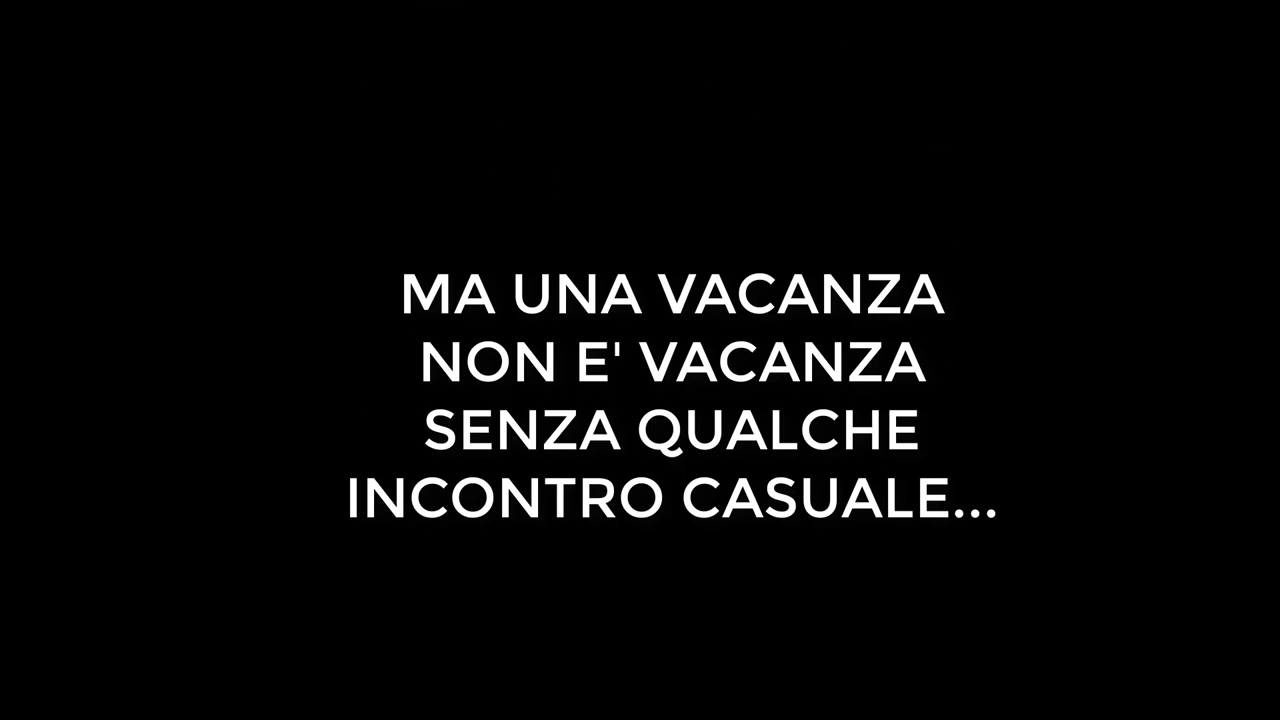 MA UNA VACANZA
NON E' VACANZA
SENZA QUALCHE
INCONTRO CASUALE...